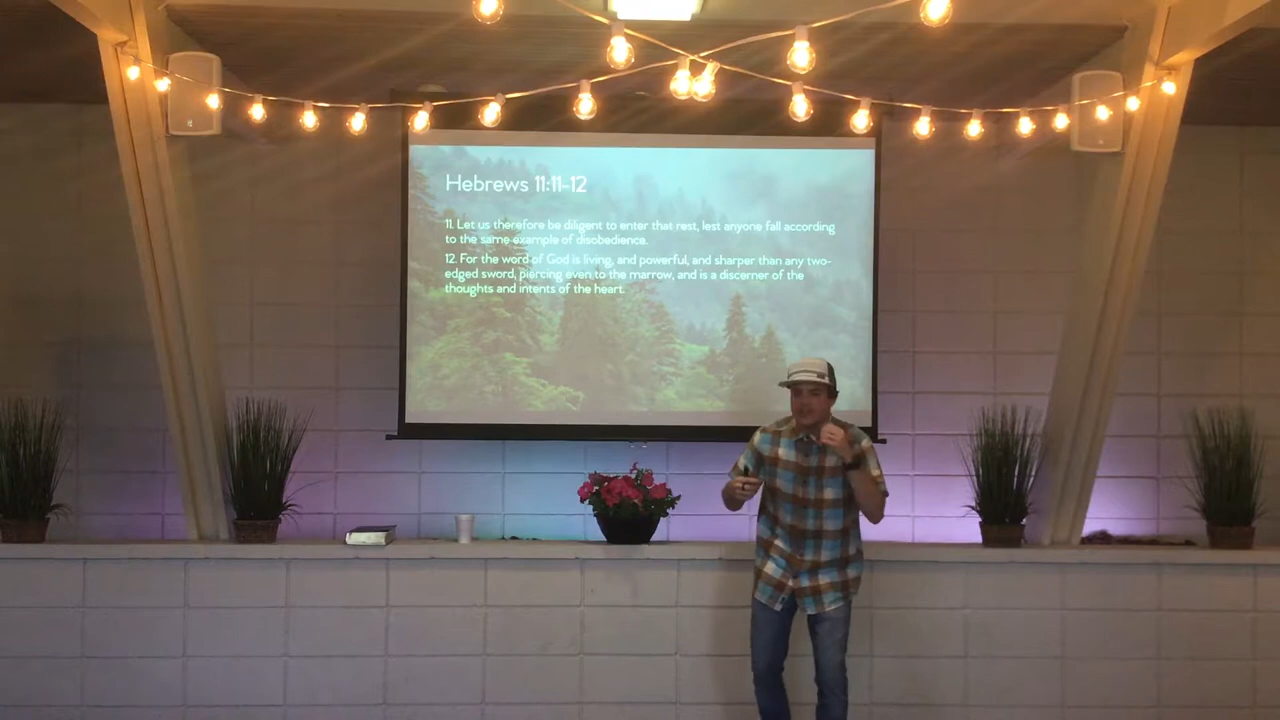 Hebrews 11:11-12
11. Let us therefore be diligent to enter that rest, lest anyone fall according
to the same example of disobedience.
12. For the word of God is living, and powerful, and sharper than any two-
edged sword, piercing even to the marrow, and is a discerner of the
thoughts and intents of the heart.